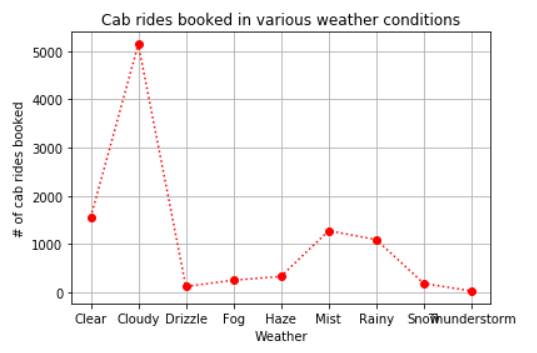 Cab rides booked in various weather conditions
# of cab rides booked
5000
4000
3000
2000
1000
0
Clear Cloudy Drizzle Fog Haze Mist Rainy Snow Thunderstorm
Weather